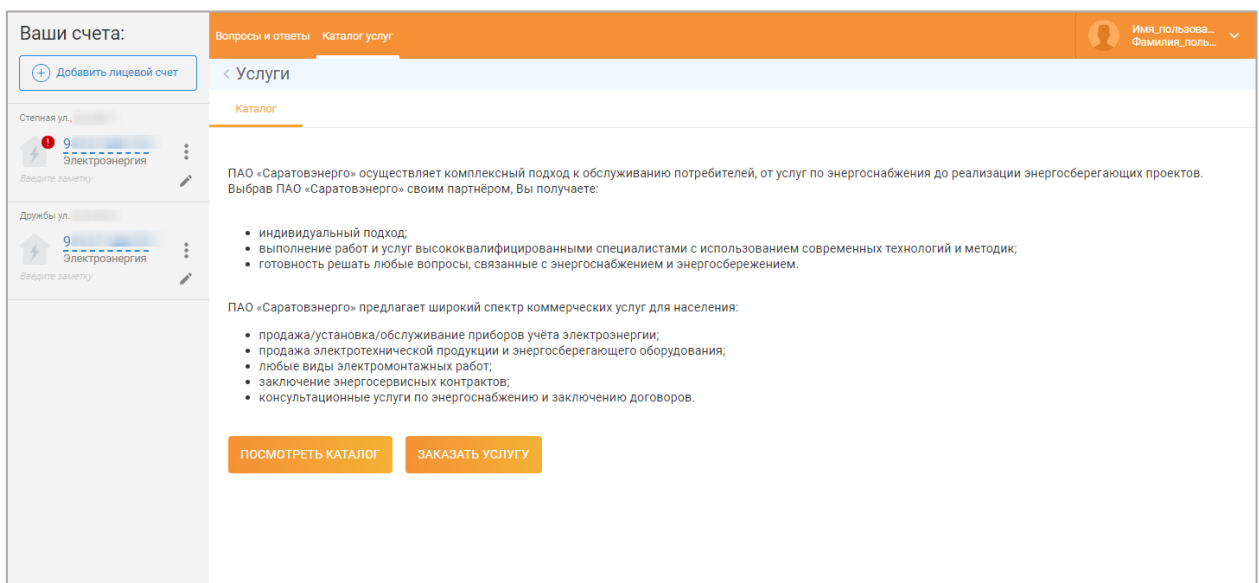 Ваши счета:
Добавить лицевой счет
Степная ул.,
9
Электроэнергия
Введите заметку
Дружбы ул.,
9
Электроэнергия
Введите заметку
Вопросы и ответы Каталог услуг
Имя_пользова...
Фамилия_поль...
< Услуги
Каталог
ПАО «Саратовэнерго» осуществляет комплексный подход к обслуживанию потребителей, от услуг по энергоснабжения до реализации энергосберегающих проектов.
Выбрав ПАО «Саратовэнерго» своим партнёром, Вы получаете:
• индивидуальный подход;
• выполнение работ и услуг высококвалифицированными специалистами с использованием современных технологий и методик;
• готовность решать любые вопросы, связанные с энергоснабжением и энергосбережением.
ПАО «Саратовэнерго» предлагает широкий спектр коммерческих услуг для населения:
• продажа/установка/обслуживание приборов учёта электроэнергии;
• продажа электротехнической продукции и энергосберегающего оборудования;
• любые виды электромонтажных работ;
• заключение энергосервисных контрактов;
• консультационные услуги по энергоснабжению и заключению договоров.
ПОСМОТРЕТЬ КАТАЛОГ ЗАКАЗАТЬ УСЛУГУ